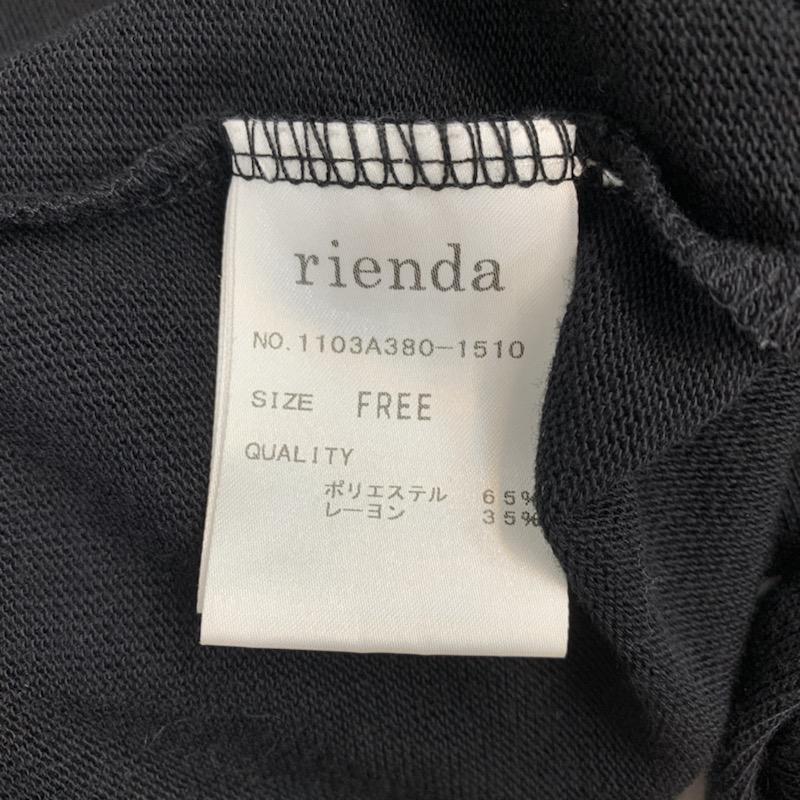 rienda
NO.1103A380-1510
SIZE FREE
QUALITY
ポリエステル 65%
レーヨン 35%